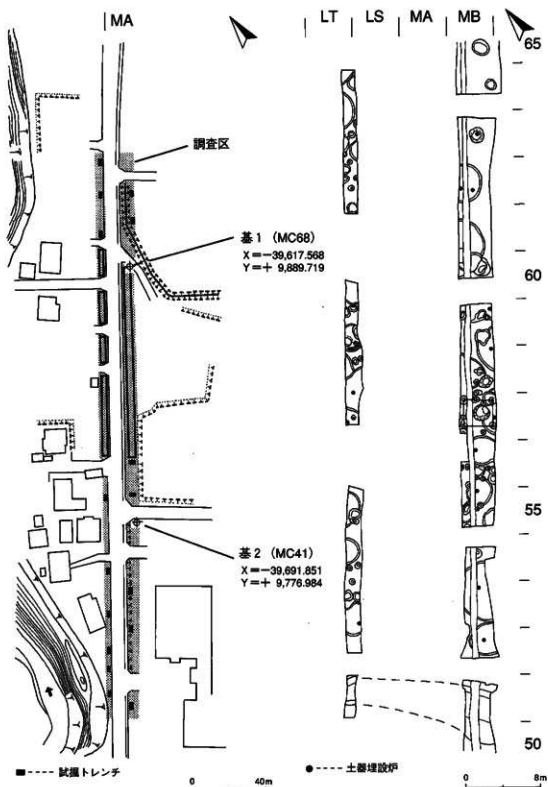 MA
LT
LS
MA
MB
65
調査区
基1 (MC68)
X=-39,617.568
Y=+ 9,889.719
60
55
基2 (MC41)
X=-39,691.851
Y=+ 9,776.984
50
■---- 試掘トレンチ
0 40m
●---- 土器埋設炉
0 8m